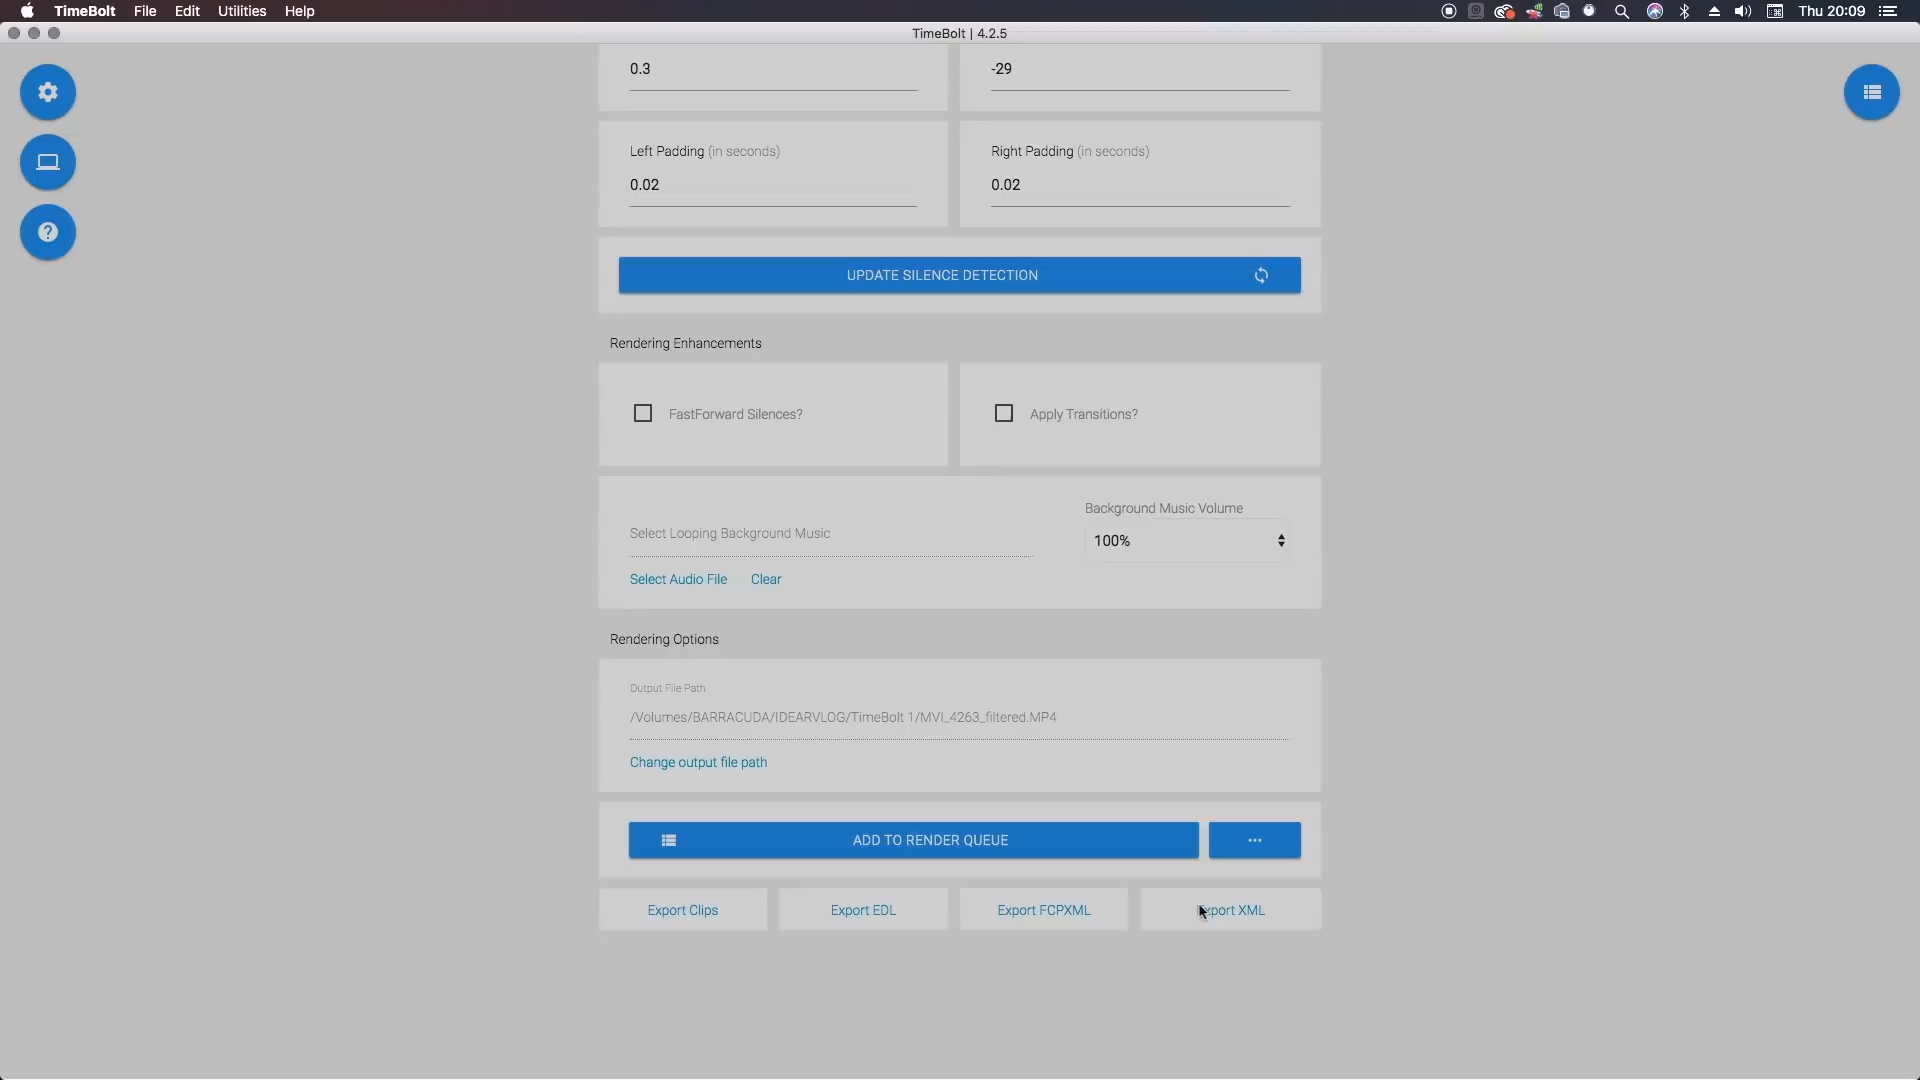 TimeBolt File Edit Utilities Help Thu 20:09
TimeBolt | 4.2.5
0.3 -29
Left Padding (in seconds) Right Padding (in seconds)
0.02 0.02
UPDATE SILENCE DETECTION
Rendering Enhancements
FastForward Silences? Apply Transitions?
Background Music Volume
Select Looping Background Music
100%
Select Audio File Clear
Rendering Options
Output File Path
/Volumes/BARRACUDA/IDEARVLOG/TimeBolt 1/MVI_4263_filtered.MP4
Change output file path
ADD TO RENDER QUEUE
Export Clips Export EDL Export FCPXML Export XML